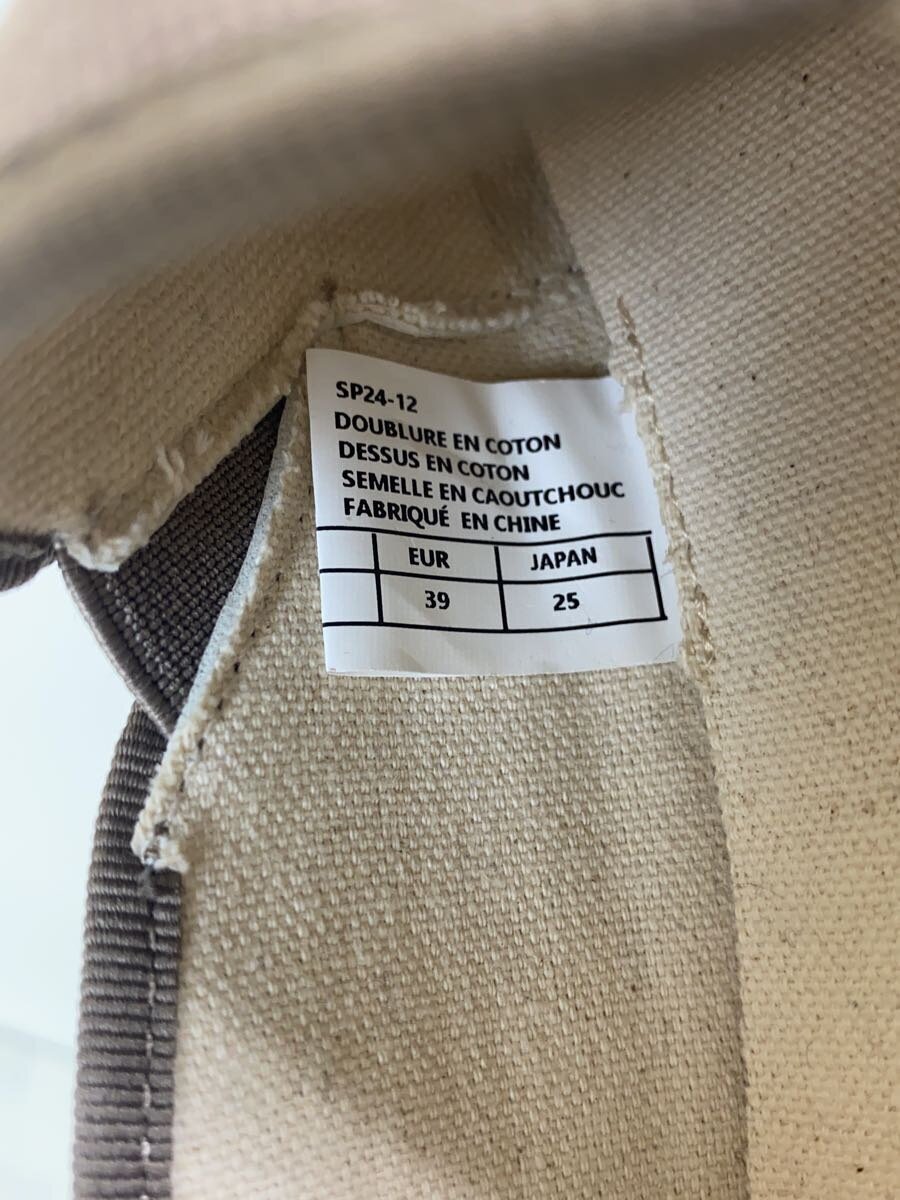 SP24-12
DOUBLURE EN COTON
DESSUS EN COTON
SEMELLE EN CAOUTCHOUC
FABRIQUÉ EN CHINE
EUR JAPAN
39 25